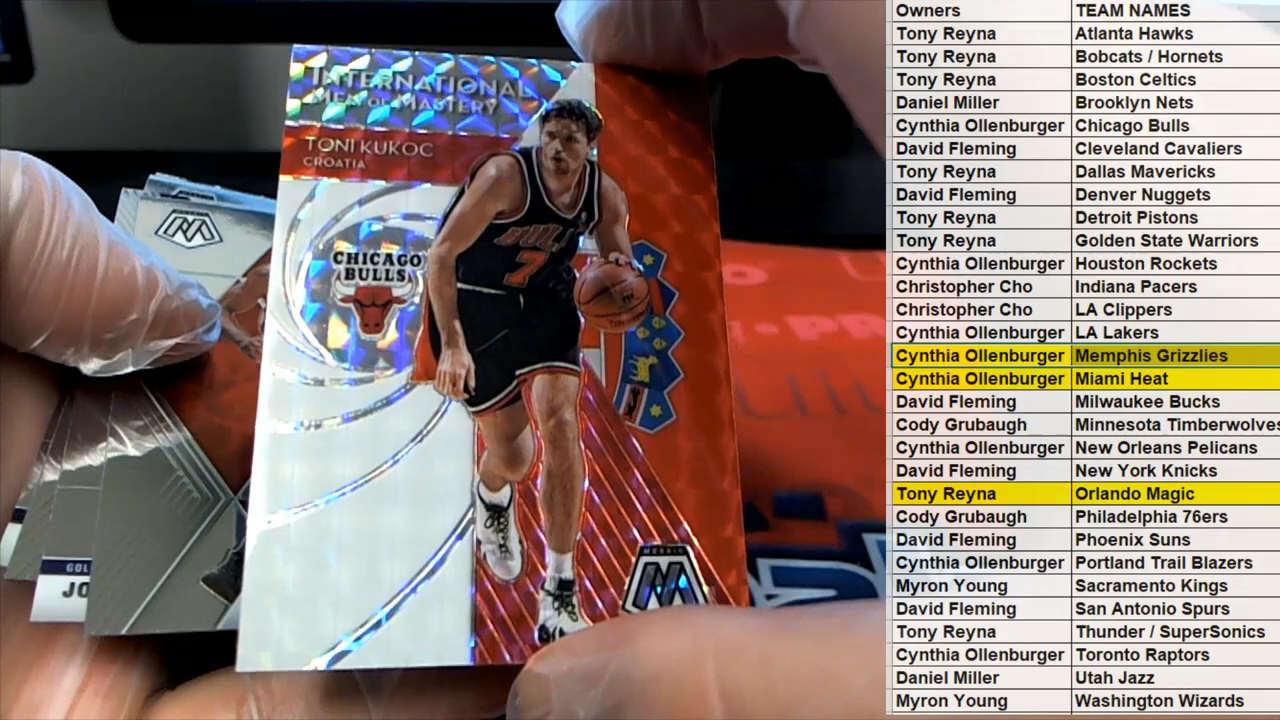 INTERNATIONAL
MEN OF MASTERY
TONI KUKOC
CROATIA
CHICAGO
BULLS
BULLS
7
MOSAIC
GOL
JO
Owners TEAM NAMES
Tony Reyna Atlanta Hawks
Tony Reyna Bobcats / Hornets
Tony Reyna Boston Celtics
Daniel Miller Brooklyn Nets
Cynthia Ollenburger Chicago Bulls
David Fleming Cleveland Cavaliers
Tony Reyna Dallas Mavericks
David Fleming Denver Nuggets
Tony Reyna Detroit Pistons
Tony Reyna Golden State Warriors
Cynthia Ollenburger Houston Rockets
Christopher Cho Indiana Pacers
Christopher Cho LA Clippers
Cynthia Ollenburger LA Lakers
Cynthia Ollenburger Memphis Grizzlies
Cynthia Ollenburger Miami Heat
David Fleming Milwaukee Bucks
Cody Grubaugh Minnesota Timberwolves
Cynthia Ollenburger New Orleans Pelicans
David Fleming New York Knicks
Tony Reyna Orlando Magic
Cody Grubaugh Philadelphia 76ers
David Fleming Phoenix Suns
Cynthia Ollenburger Portland Trail Blazers
Myron Young Sacramento Kings
David Fleming San Antonio Spurs
Tony Reyna Thunder / SuperSonics
Cynthia Ollenburger Toronto Raptors
Daniel Miller Utah Jazz
Myron Young Washington Wizards